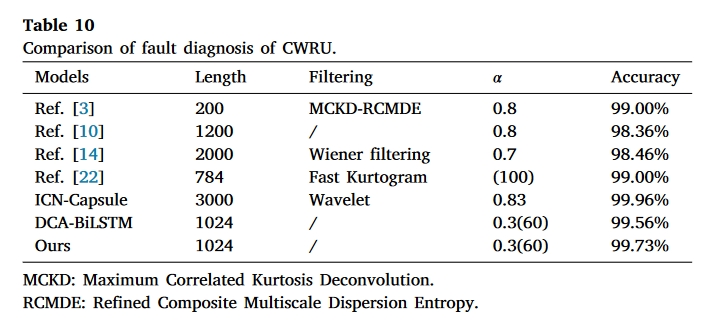 Table 10
Comparison of fault diagnosis of CWRU.
Models Length Filtering α Accuracy
Ref. [3] 200 MCKD-RCMDE 0.8 99.00%
Ref. [10] 1200 / 0.8 98.36%
Ref. [14] 2000 Wiener filtering 0.7 98.46%
Ref. [22] 784 Fast Kurtogram (100) 99.00%
ICN-Capsule 3000 Wavelet 0.83 99.96%
DCA-BiLSTM 1024 / 0.3(60) 99.56%
Ours 1024 / 0.3(60) 99.73%
MCKD: Maximum Correlated Kurtosis Deconvolution.
RCMDE: Refined Composite Multiscale Dispersion Entropy.